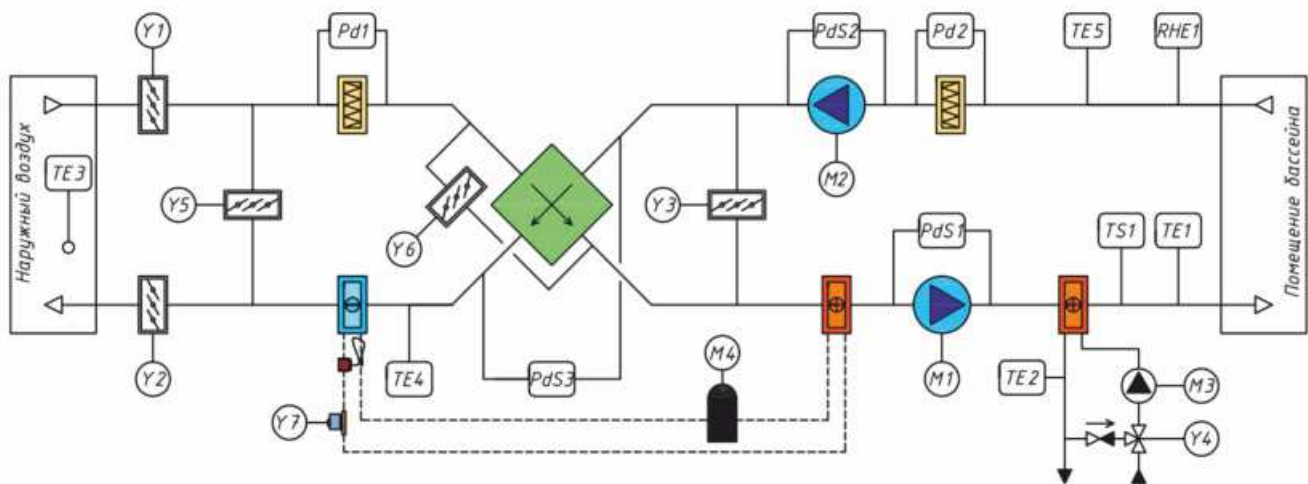 Y1
Pd1
PdS2
Pd2
TE5
RHE1
Наружный воздух
TE3
Y5
Y6
Y3
M2
Помещение бассейна
PdS1
TS1
TE1
Y2
TE4
PdS3
M4
M1
TE2
M3
Y7
Y4